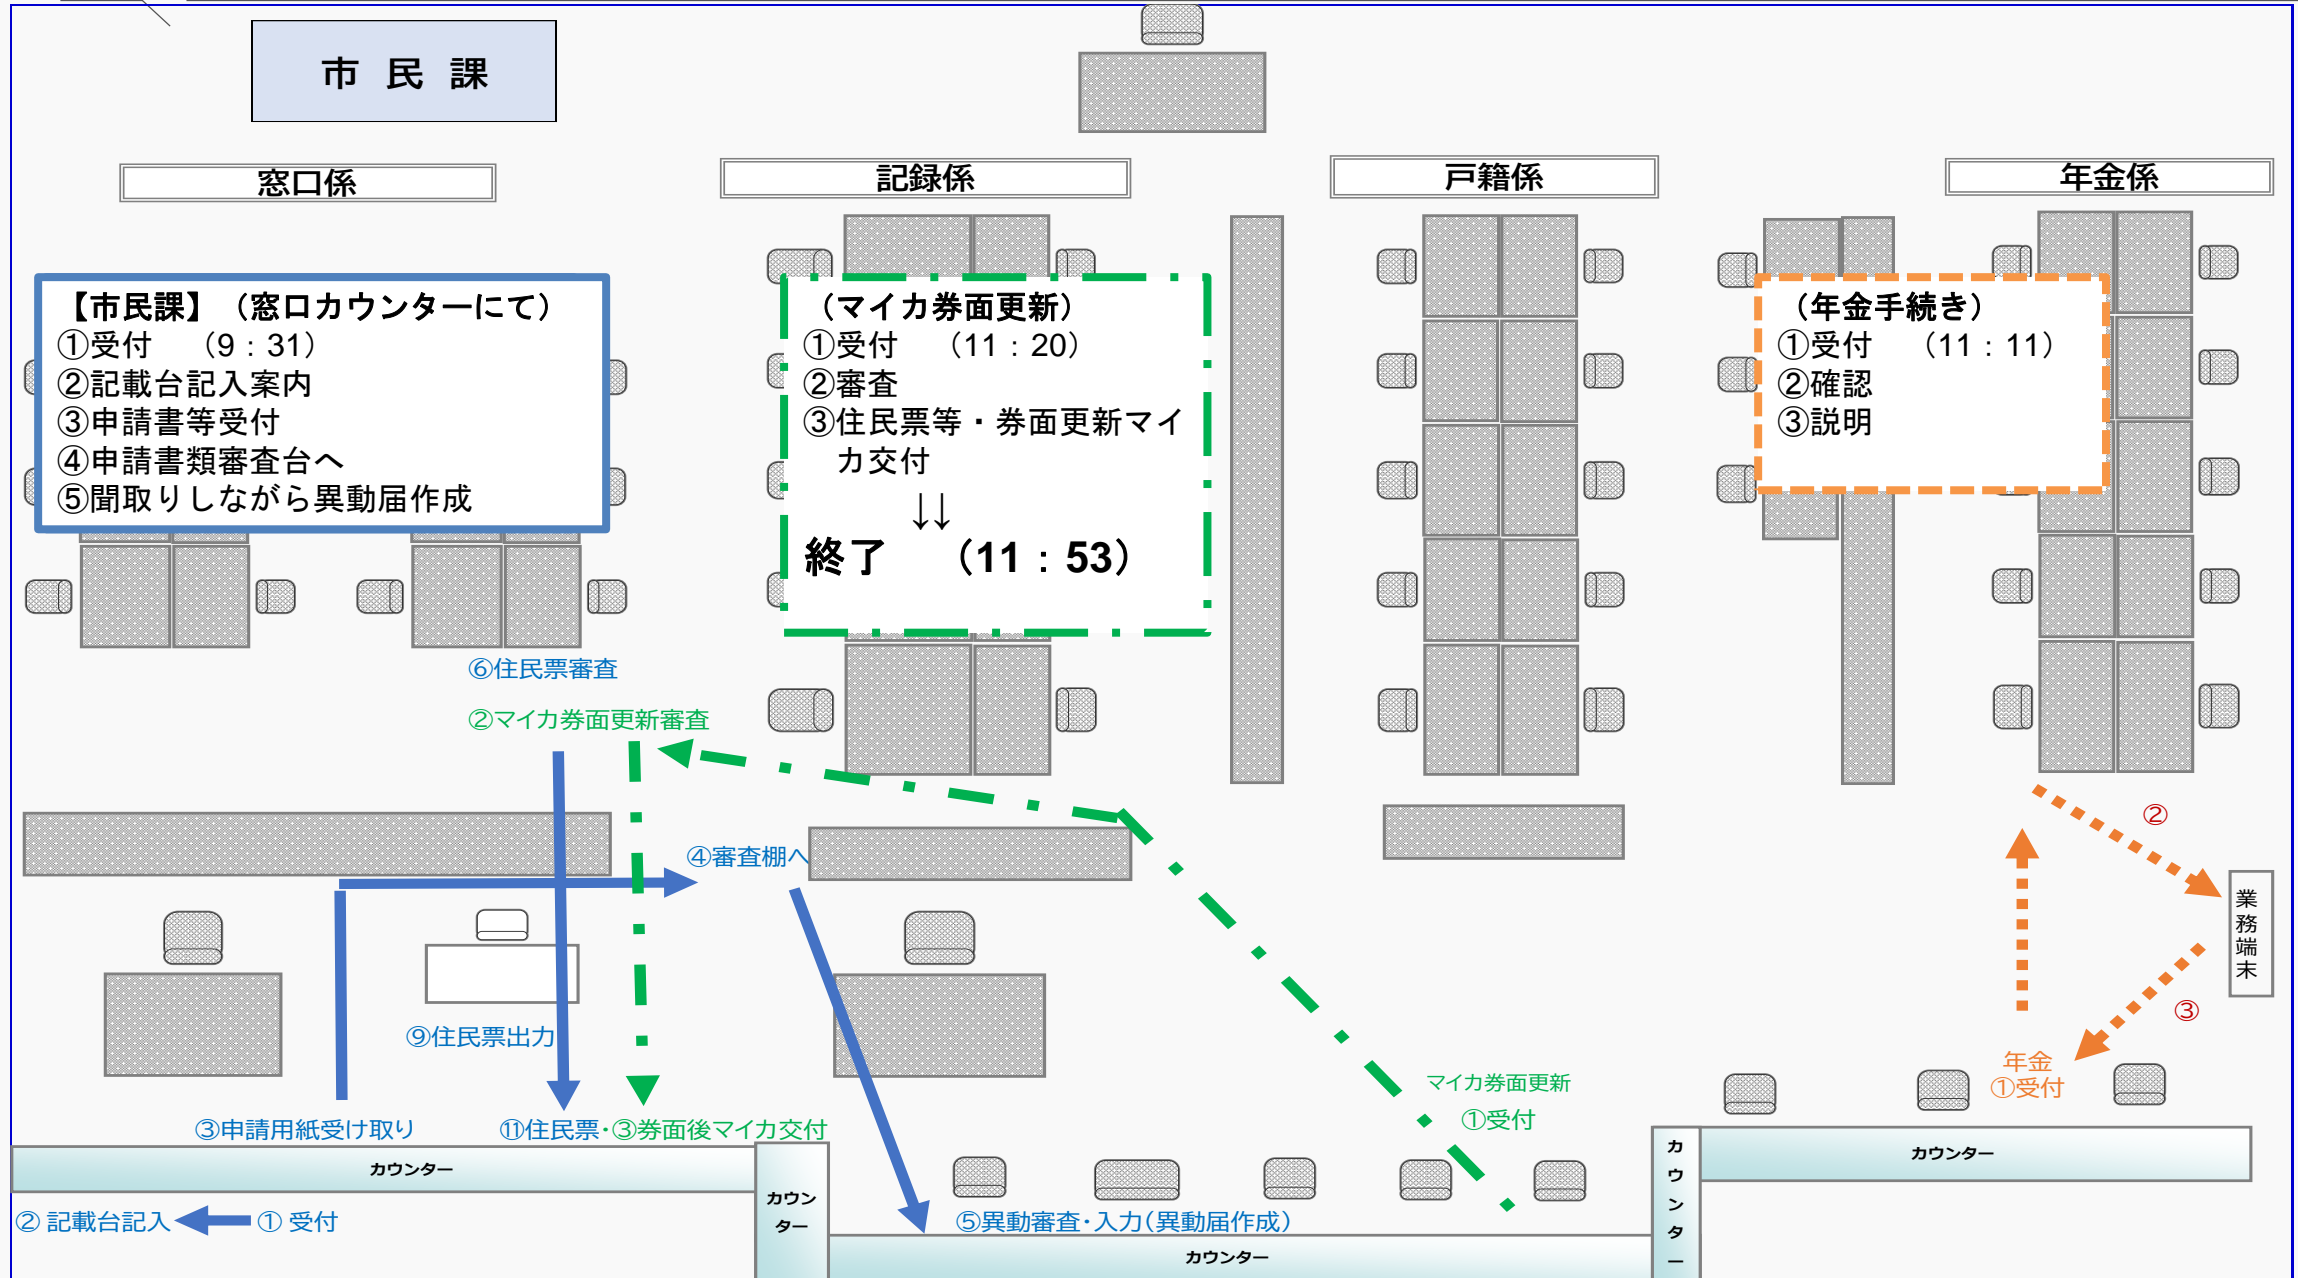 市 民 課
窓口係
記録係
戸籍係
年金係
【市民課】（窓口カウンターにて）
①受付　（9：31）
②記載台記入案内
③申請書等受付
④申請書類審査台へ
⑤聞取りしながら異動届作成
（マイカ券面更新）
①受付　（11：20）
②審査
③住民票等・券面更新マイ
カ交付
↓↓
終了　（11：53）
（年金手続き）
①受付　（11：11）
②確認
③説明
⑥住民票審査
②マイカ券面更新審査
④審査棚へ
②
業務端末
③
⑨住民票出力
年金
①受付
マイカ券面更新
①受付
③申請用紙受け取り
⑪住民票・③券面後マイカ交付
カウンター
カウン
ター
カウンター
カウンター
② 記載台記入
① 受付
⑤異動審査・入力（異動届作成）
カウンター